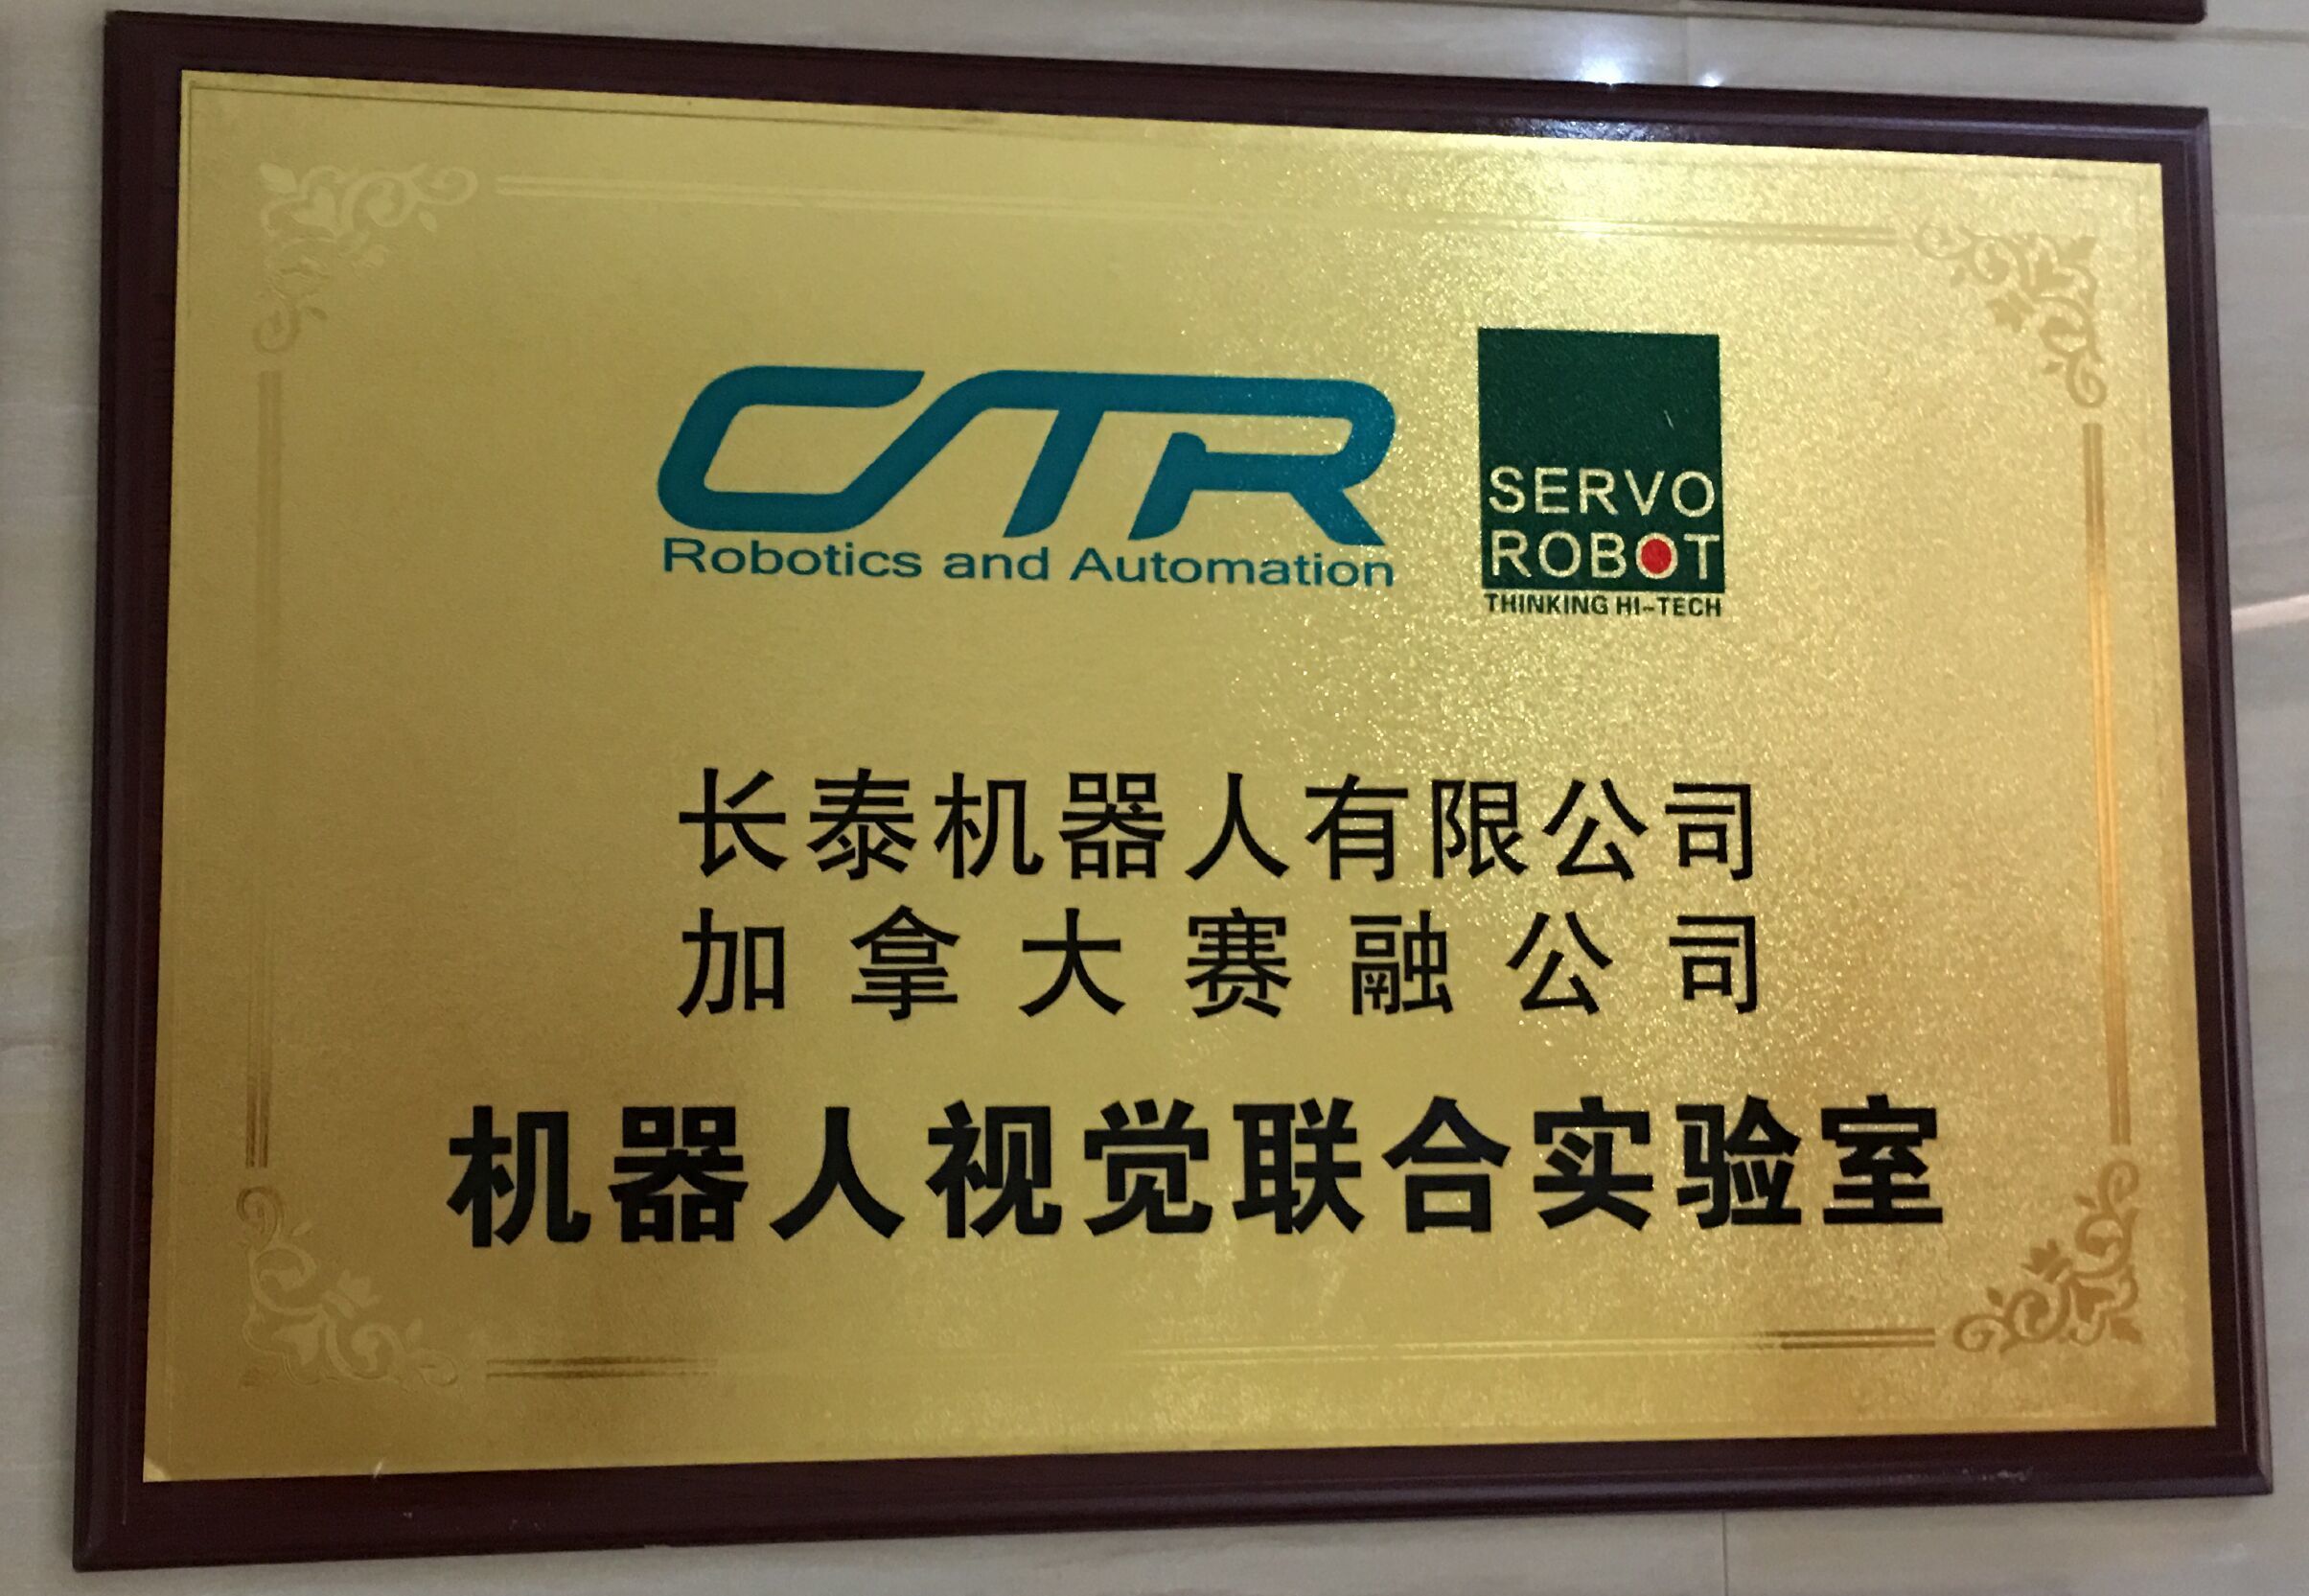 CTR
Robotics and Automation
SERVO
ROBOT
THINKING HI-TECH
长泰机器人有限公司
加拿大赛融公司
机器人视觉联合实验室